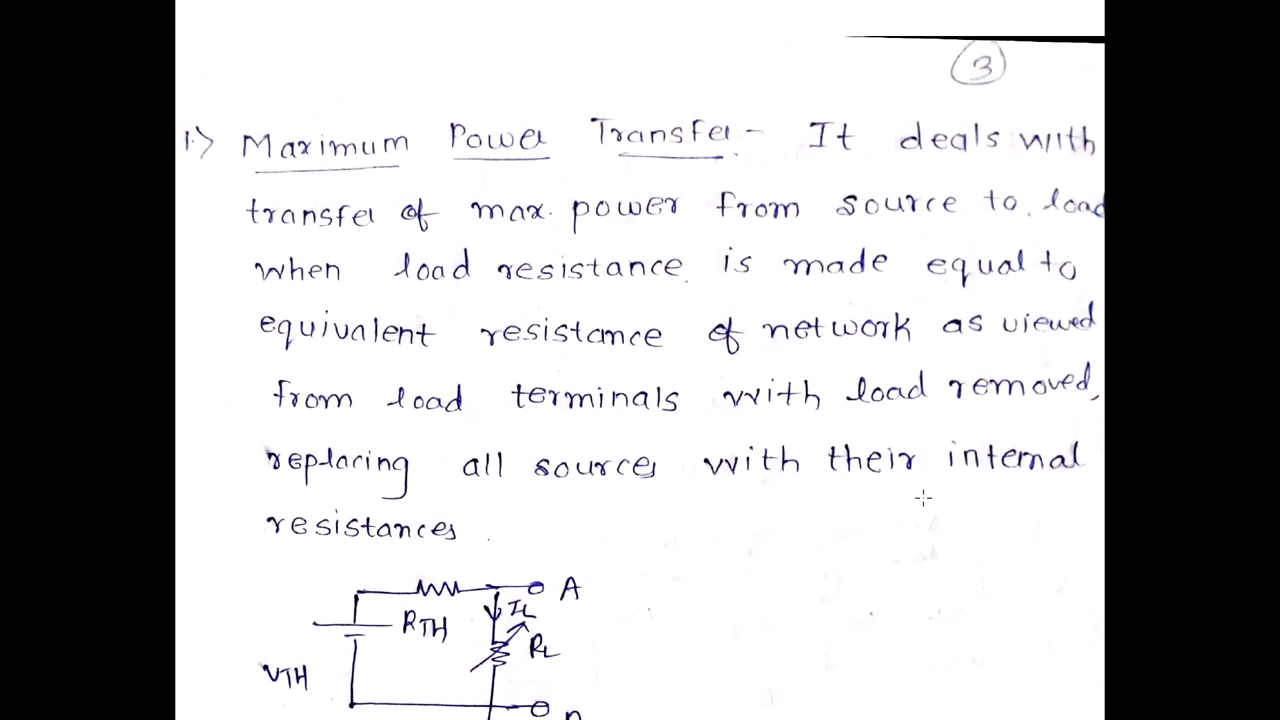 3
1.) Maximum Power Transfer - It deals with
transfer of max. power from source to load
when load resistance is made equal to
equivalent resistance of network as viewed
from load terminals with load removed,
replacing all sources with their internal
resistances.
A
IL
RTH
RL
VTH